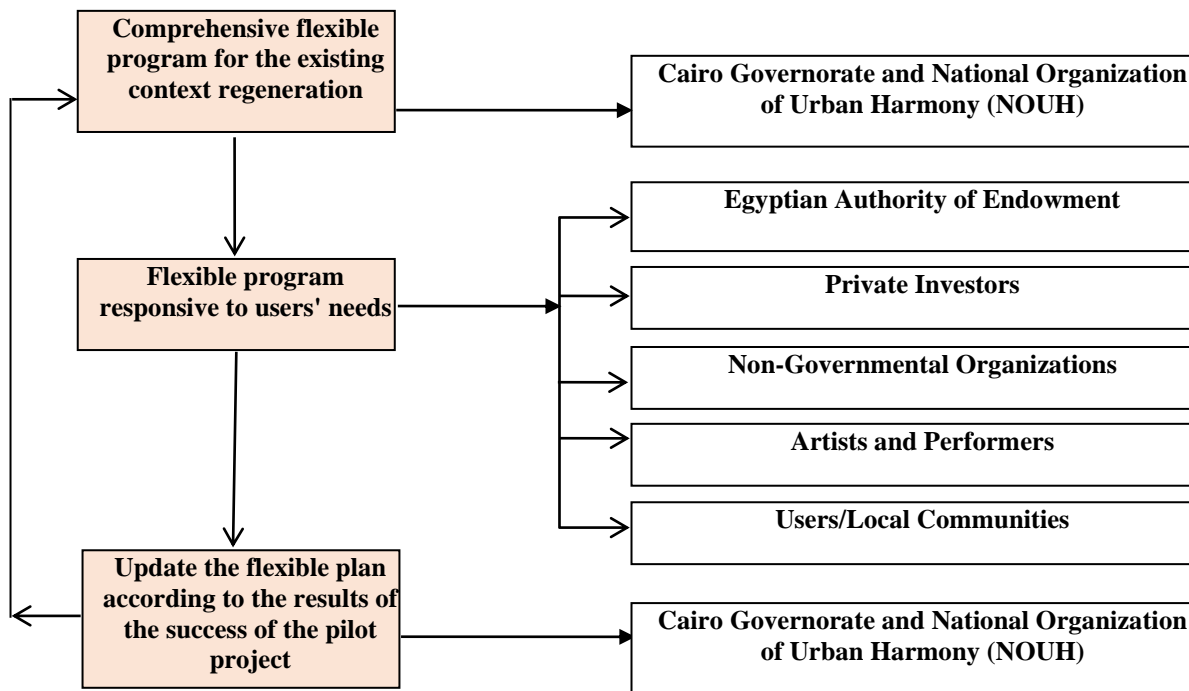 Comprehensive flexible
program for the existing
context regeneration
Cairo Governorate and National Organization
of Urban Harmony (NOUH)
Egyptian Authority of Endowment
Flexible program
responsive to users' needs
Private Investors
Non-Governmental Organizations
Artists and Performers
Users/Local Communities
Update the flexible plan
according to the results of
the success of the pilot
project
Cairo Governorate and National Organization
of Urban Harmony (NOUH)